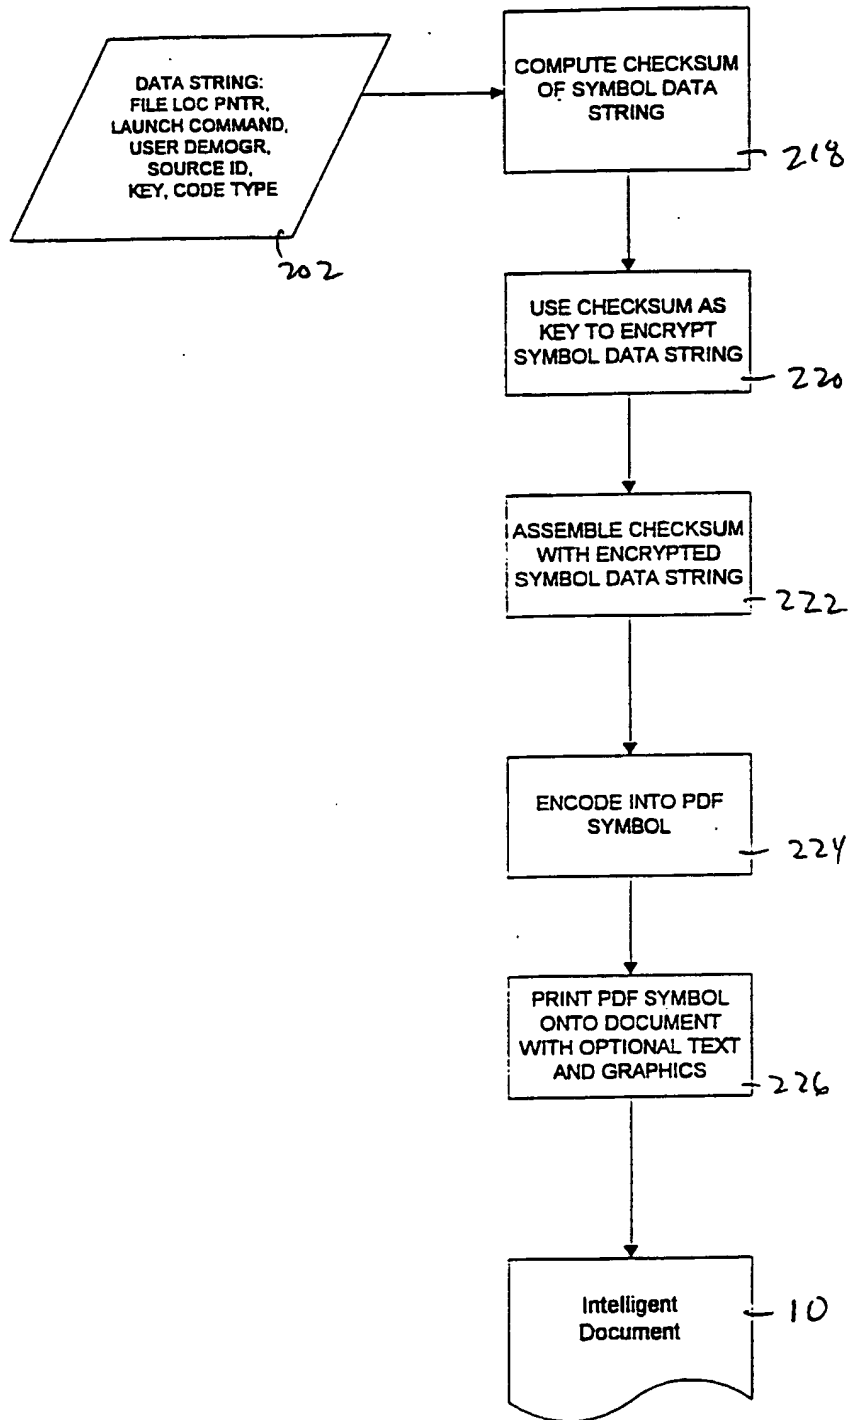 DATA STRING:
FILE LOC PNTR,
LAUNCH COMMAND,
USER DEMOGR,
SOURCE ID,
KEY, CODE TYPE
202
COMPUTE CHECKSUM
OF SYMBOL DATA
STRING
218
USE CHECKSUM AS
KEY TO ENCRYPT
SYMBOL DATA STRING
220
ASSEMBLE CHECKSUM
WITH ENCRYPTED
SYMBOL DATA STRING
222
ENCODE INTO PDF
SYMBOL
224
PRINT PDF SYMBOL
ONTO DOCUMENT
WITH OPTIONAL TEXT
AND GRAPHICS
226
Intelligent
Document
10